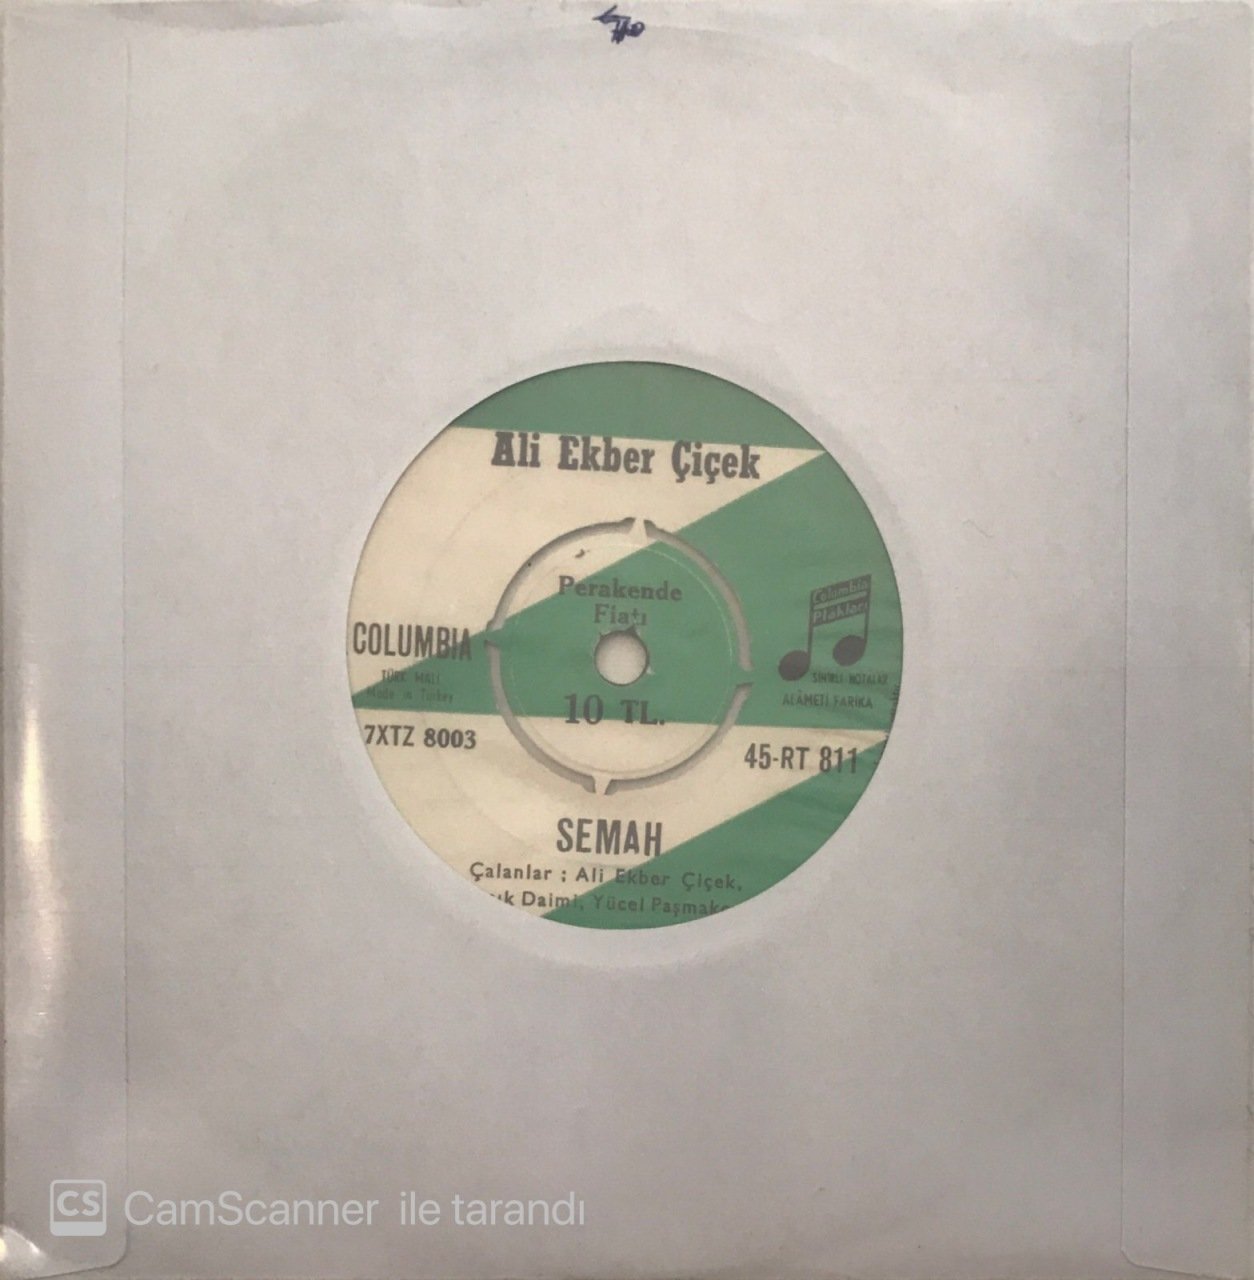 Ali Ekber Çiçek
Perakende
Fiatı
10 TL.
COLUMBIA
TÜRK MALI
Made in Turkey
7XTZ 8003
Columbia
Plakları
SİHİRLİ NOTALAR
ALÂMETİ FARİKA
45-RT 811
SEMAH
Çalanlar : Ali Ekber Çiçek,
Daimi, Yücel
CS CamScanner ile tarandı